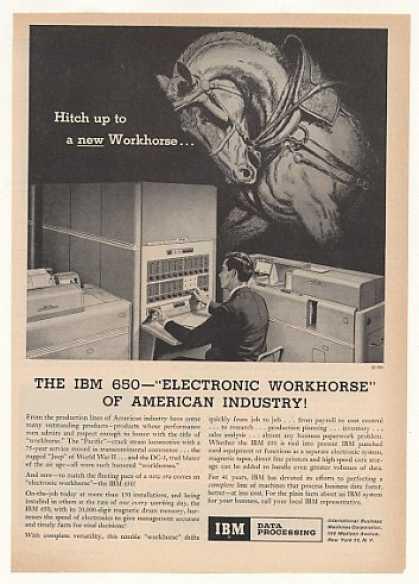 Hitch up to
a new Workhorse...
THE IBM 650—"ELECTRONIC WORKHORSE"
OF AMERICAN INDUSTRY!
From the production lines of American industry have come
many outstanding products—products whose performance
men admire and respect enough to honor with the title of
"workhorse." The "Pacific"—crack steam locomotive with a
75-year service record in transcontinental commerce . . . the
rugged "Jeep" of World War II . . . and the DC-3, trail blazer
of the air age—all were such honored "workhorses."
And now—to match the fleeting pace of a new era comes an
"electronic workhorse"—the IBM 650!
On-the-job today at more than 150 installations, and being
installed in others at the rate of one every working day, the
IBM 650, with its 20,000-digit magnetic drum memory, har-
nesses the speed of electronics to give management accurate
and timely facts for vital decisions!
With complete versatility, this nimble "workhorse" shifts
quickly from job to job . . . from payroll to cost control
. . . to research . . . production planning . . . inventory . . .
sales analysis . . . almost any business paperwork problem.
Whether the IBM 650 is tied into present IBM punched
card equipment or functions as a separate electronic system,
magnetic tapes, direct line printers and high speed core stor-
age can be added to handle even greater volumes of data.
For 41 years, IBM has devoted its efforts to perfecting a
complete line of machines that process business data faster,
better—at less cost. For the plain facts about an IBM system
for your business, call your local IBM representative.
IBM
DATA
PROCESSING
International Business
Machines Corporation,
590 Madison Avenue,
New York 22, N. Y.